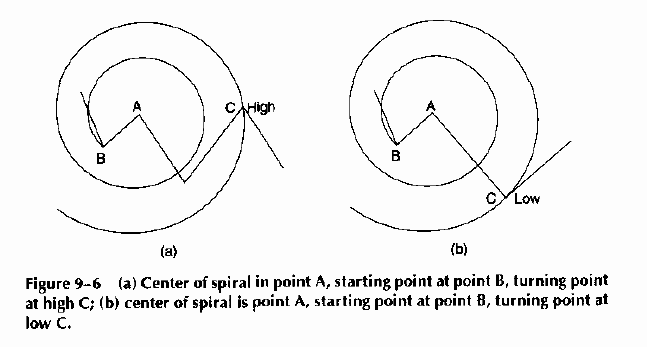 A
C High
B
(a)
A
B
C Low
(b)
Figure 9–6 (a) Center of spiral in point A, starting point at point B, turning point
at high C; (b) center of spiral is point A, starting point at point B, turning point at
low C.